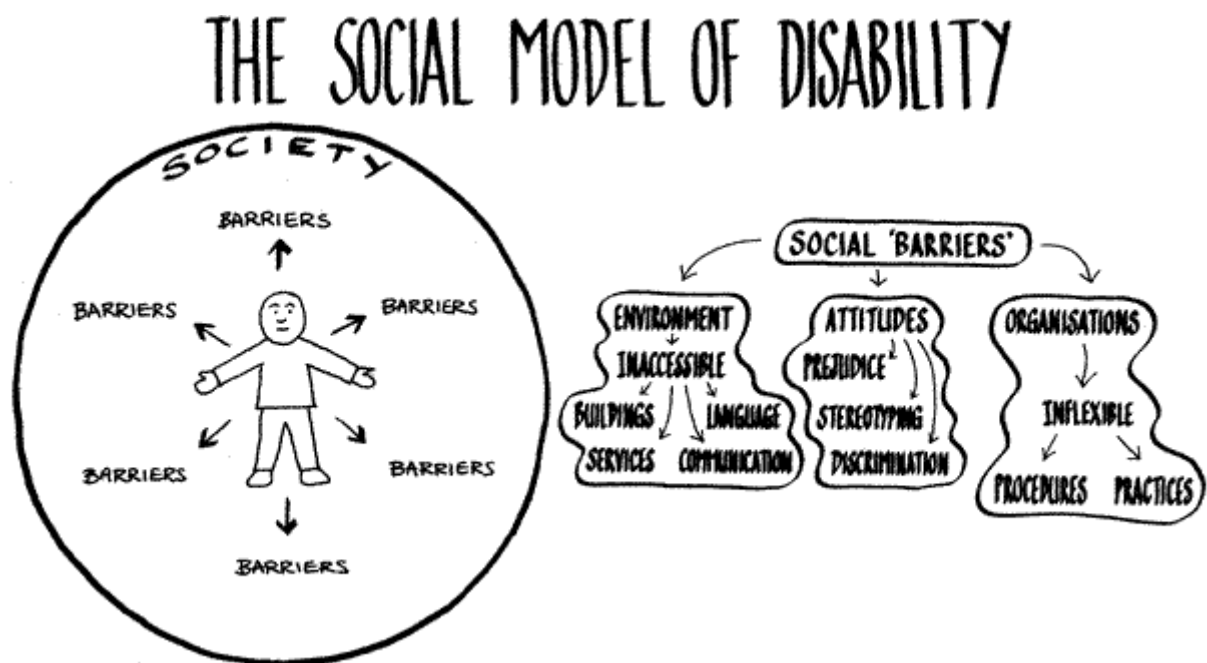 THE SOCIAL MODEL OF DISABILITY
SOCIETY
BARRIERS
BARRIERS
BARRIERS
BARRIERS
BARRIERS
BARRIERS
SOCIAL 'BARRIERS'
ENVIRONMENT
INACCESSIBLE
BUILDINGS LANGUAGE
SERVICES COMMUNICATION
ATTITUDES
PREJUDICE
STEREOTYPING
DISCRIMINATION
ORGANISATIONS
INFLEXIBLE
PROCEDURES PRACTICES